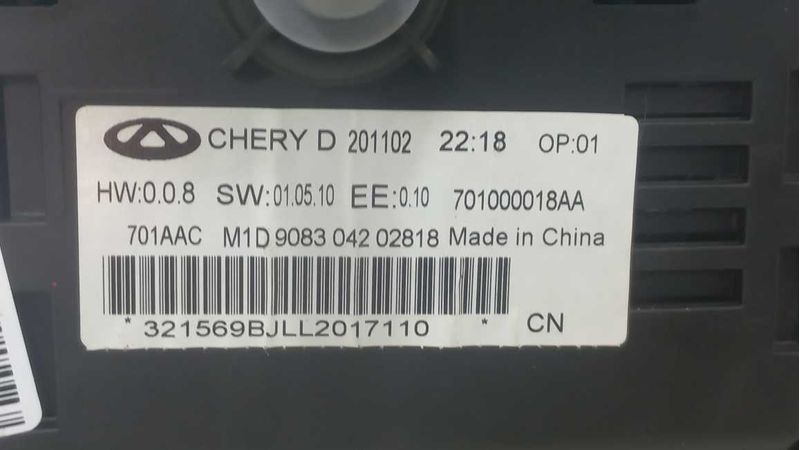 CHERY D 201102 22:18 OP:01
HW:0.0.8 SW:01.05.10 EE:0.10 701000018AA
701AAC M1D 9083 042 02818 Made in China
*321569BJLL2017110 * CN